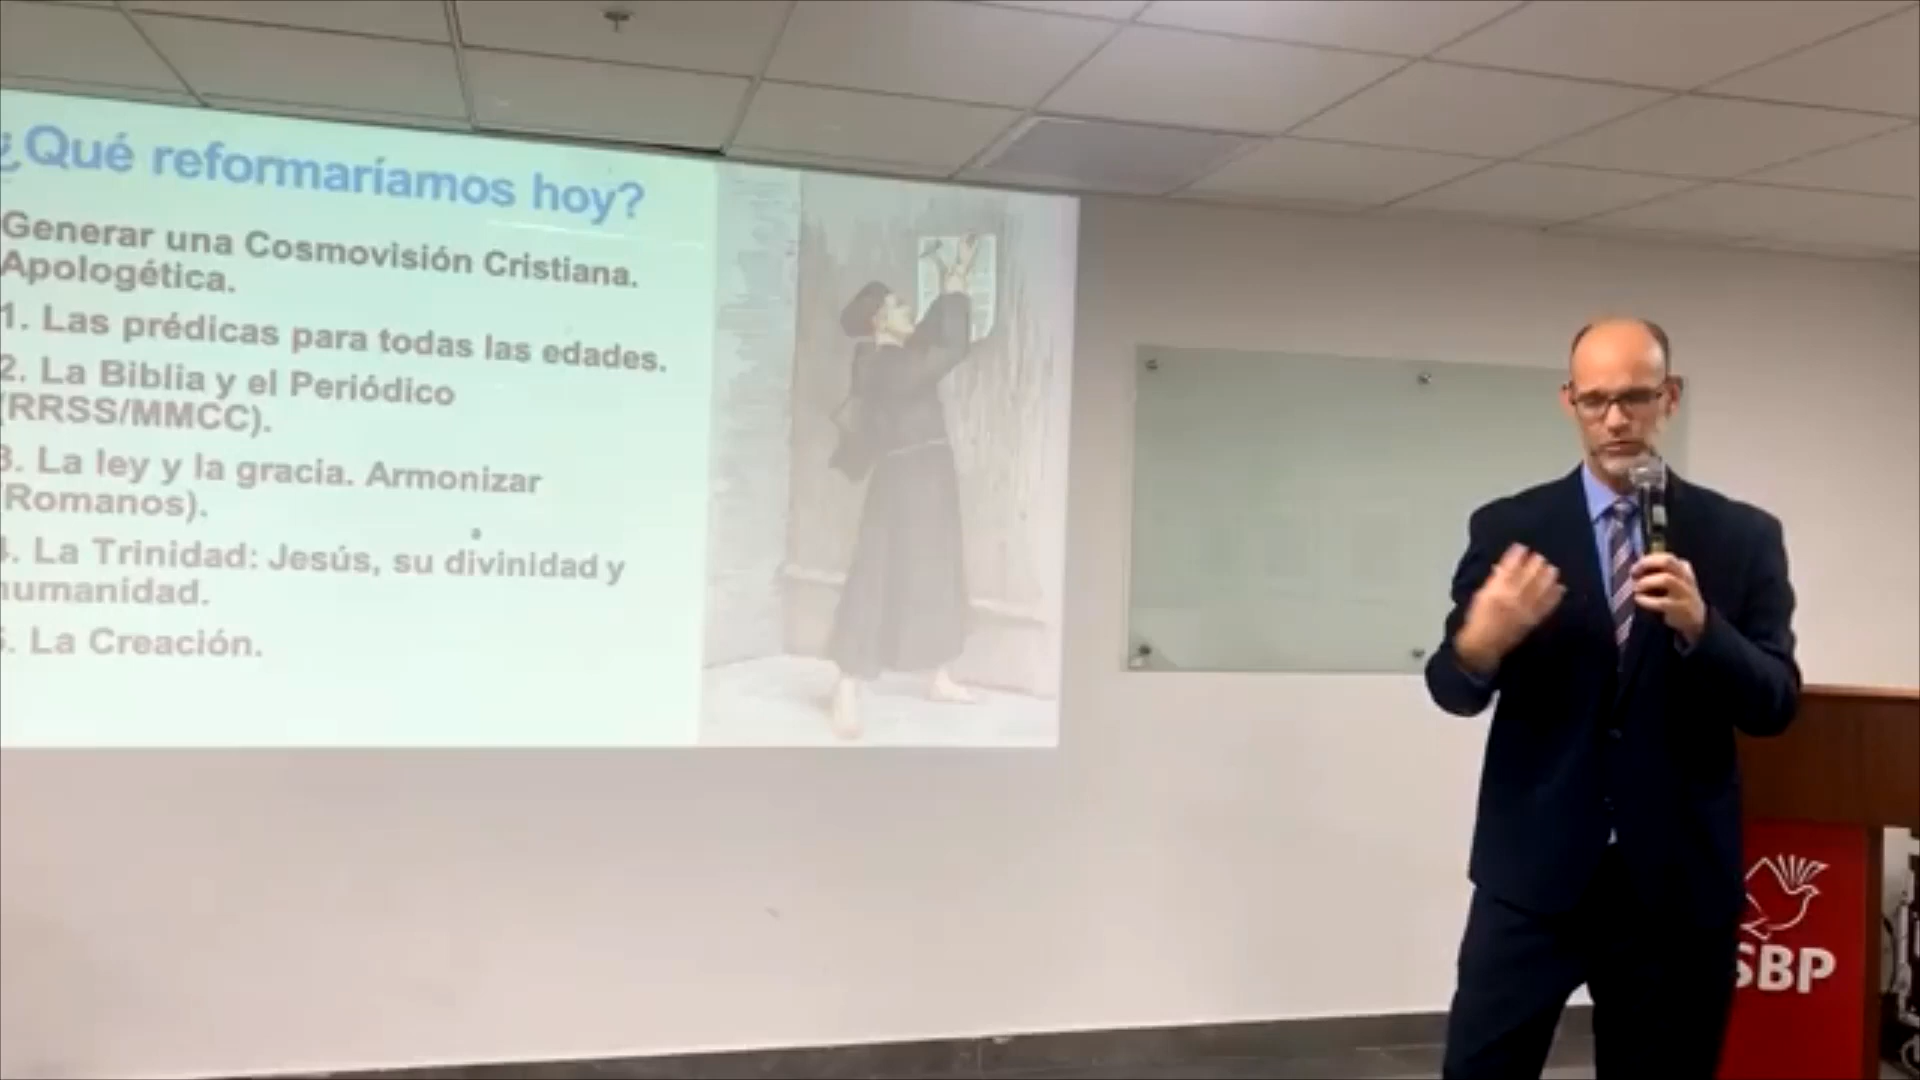 ¿Qué reformaríamos hoy?
Generar una Cosmovisión Cristiana.
Apologética.
1. Las prédicas para todas las edades.
2. La Biblia y el Periódico
(RRSS/MMCC).
3. La ley y la gracia. Armonizar
(Romanos).
4. La Trinidad: Jesús, su divinidad y
humanidad.
5. La Creación.
SBP